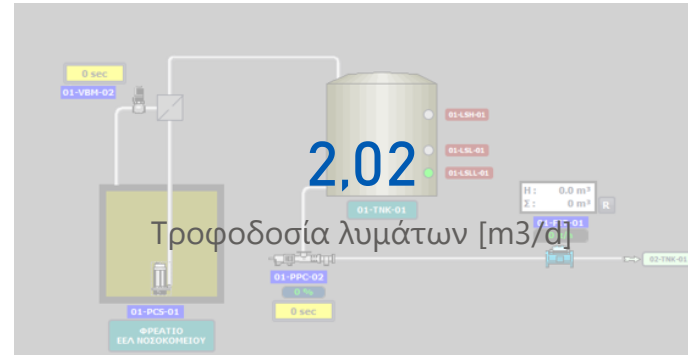 0 sec
01-VBM-02
01-LSH-01
01-LSL-01
01-LSLL-01
2,02
01-TNK-01
H: 0.0 m³
Σ: 0 m³
R
Τροφοδοσία λυμάτων [m3/d]
02-TNK-01
01-PPC-02
0 %
0 sec
01-PCS-01
ΦΡΕΑΤΙΟ
ΕΕΛ ΝΟΣΟΚΟΜΕΙΟΥ